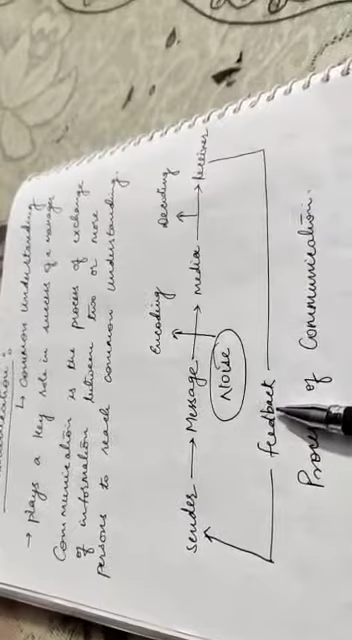 ↳ Common understanding
→ plays a key role in success of a manager
Communication is the process of exchange
of information between two or more
persons to reach common understanding.
Encoding Decoding
Sender → Message → Media → Receiver
Noise
Feedback
of Communication.